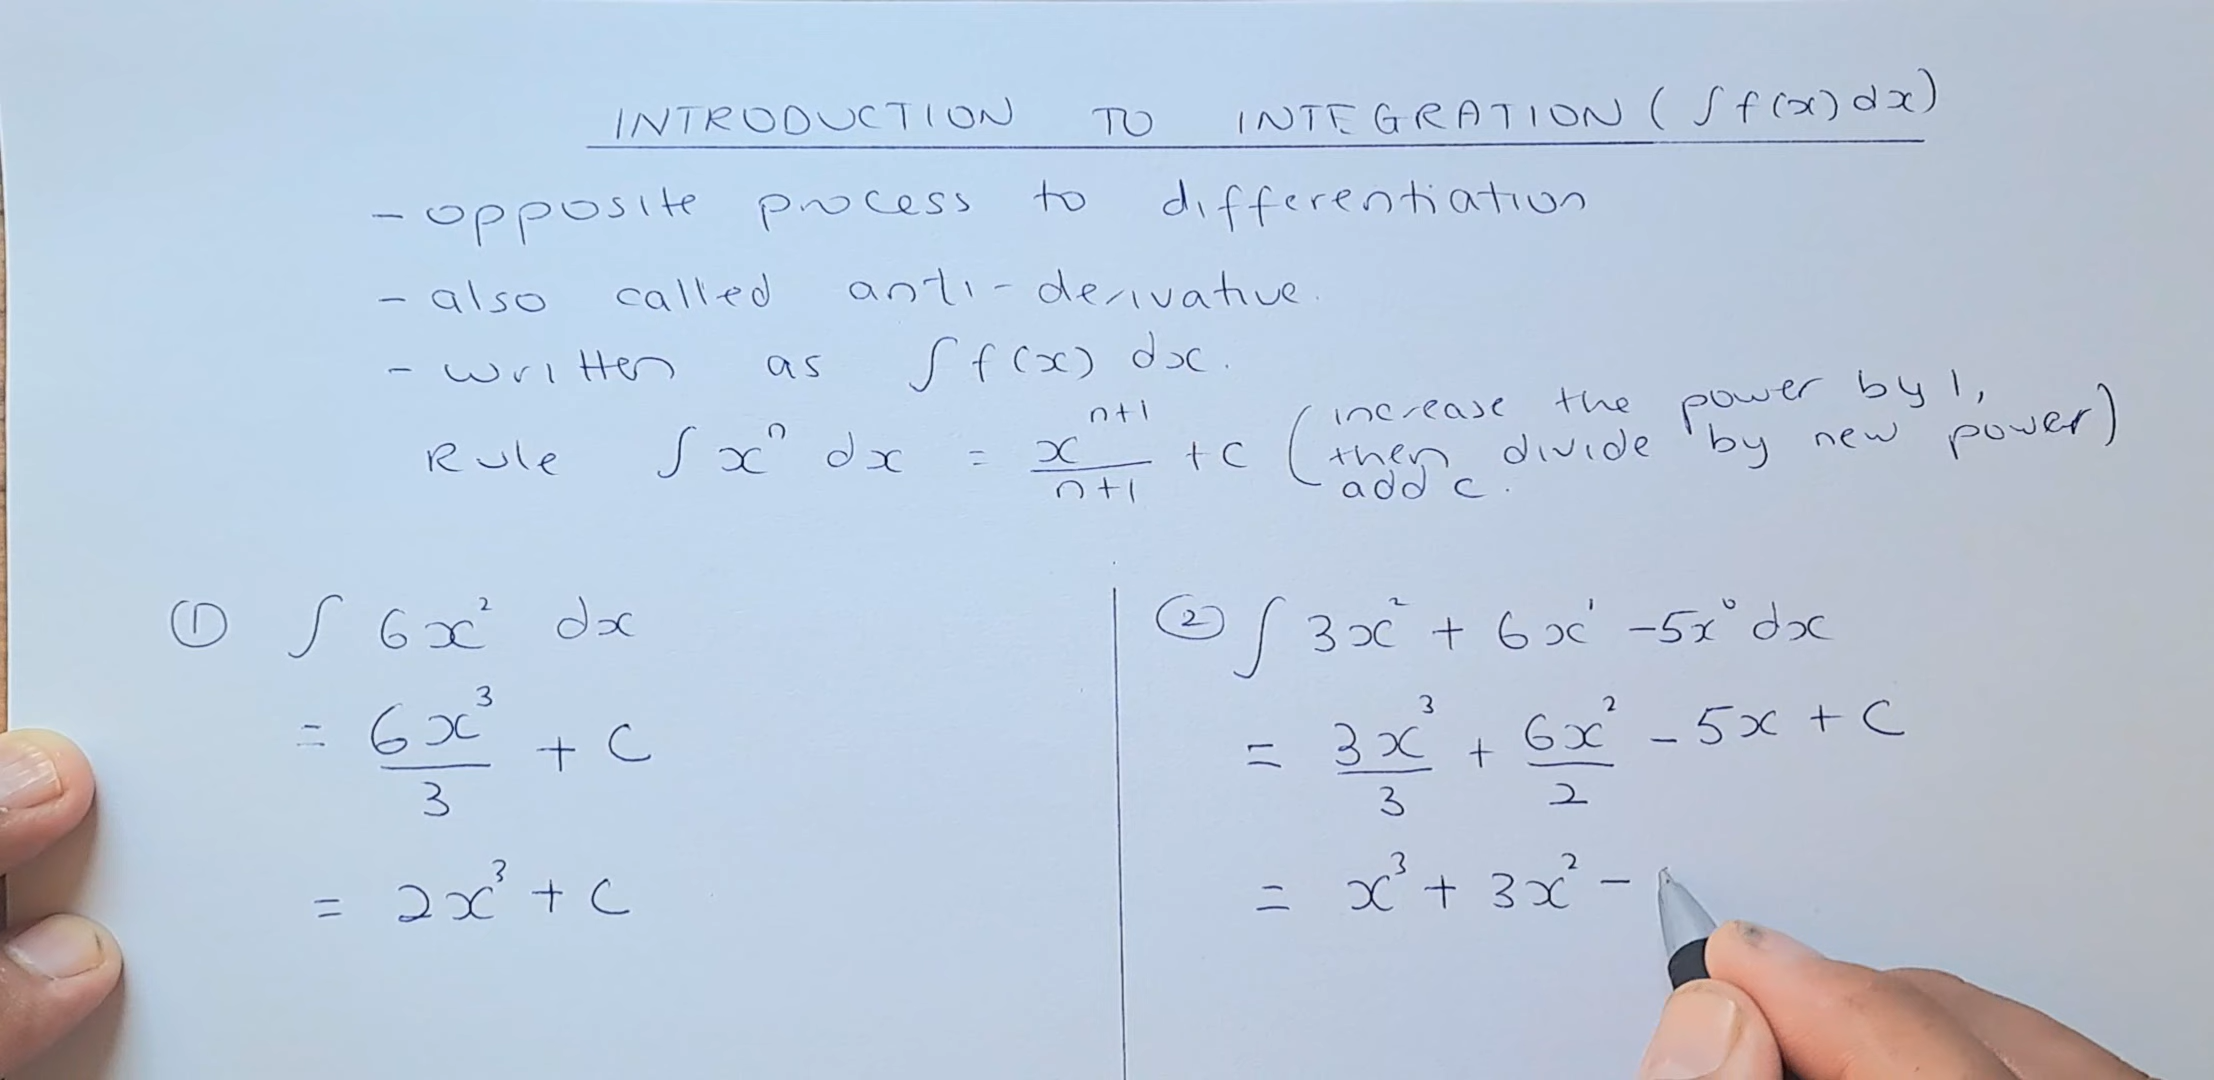 INTRODUCTION TO INTEGRATION (∫f(x)dx)
- opposite process to differentiation
- also called anti-derivative.
- written as ∫f(x) dx.
Rule ∫xⁿ dx = xⁿ⁺¹/n+1 + C (increase the power by 1,
then divide by new power)
add c.
① ∫ 6x² dx
= 6x³/3 + C
= 2x³ + C
② ∫ 3x² + 6x¹ - 5x⁰ dx
= 3x³/3 + 6x²/2 - 5x + C
= x³ + 3x² -